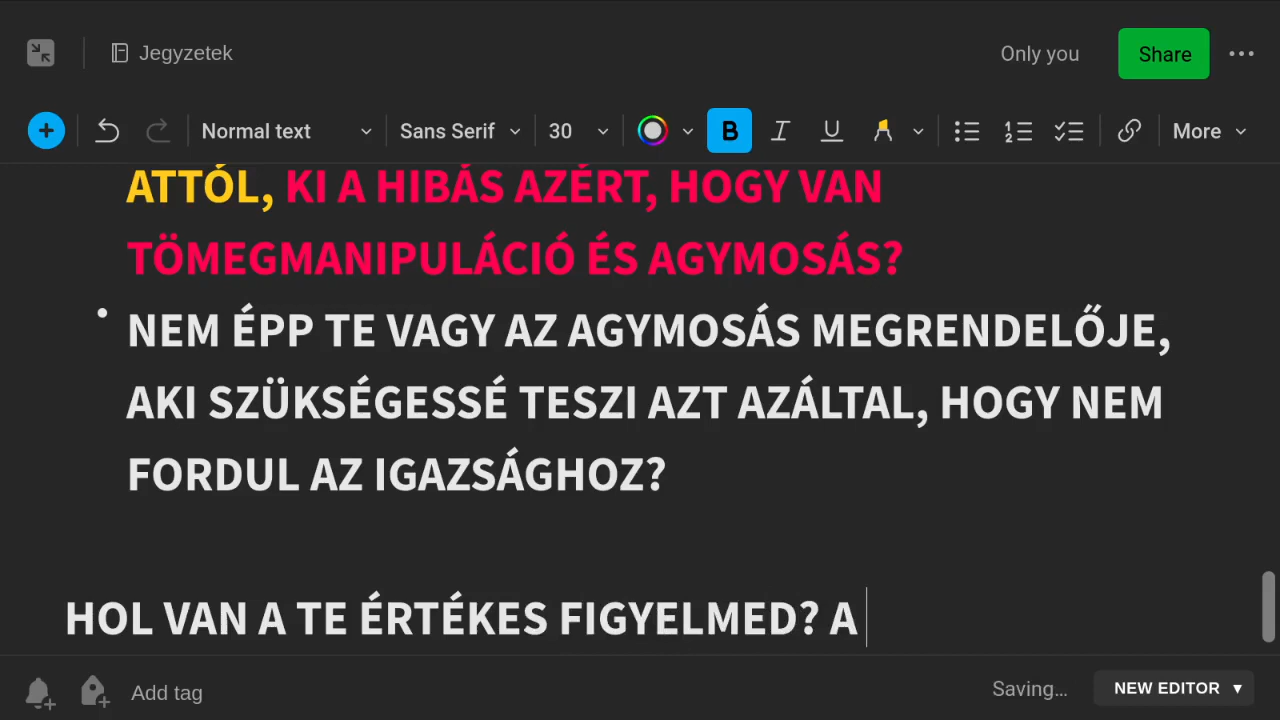 Jegyzetek
Only you
Share
Normal text
Sans Serif
30
B
I
U
More
ATTÓL, KI A HIBÁS AZÉRT, HOGY VAN
TÖMEGMANIPULÁCIÓ ÉS AGYMOSÁS?
• NEM ÉPP TE VAGY AZ AGYMOSÁS MEGRENDELŐJE,
AKI SZÜKSÉGESSÉ TESZI AZT AZÁLTAL, HOGY NEM
FORDUL AZ IGAZSÁGHOZ?
HOL VAN A TE ÉRTÉKES FIGYELMED? A
Add tag
Saving...
NEW EDITOR